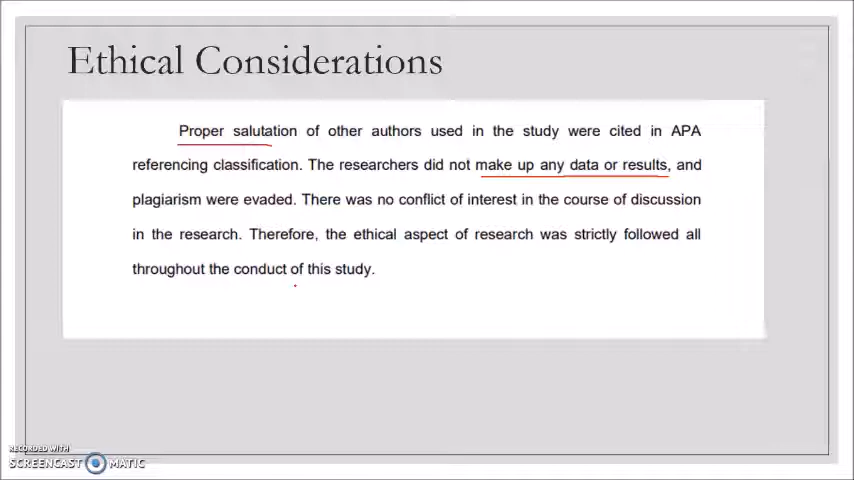 Ethical Considerations
Proper salutation of other authors used in the study were cited in APA
referencing classification. The researchers did not make up any data or results, and
plagiarism were evaded. There was no conflict of interest in the course of discussion
in the research. Therefore, the ethical aspect of research was strictly followed all
throughout the conduct of this study.
RECORDED WITH
SCREENCAST MATIC